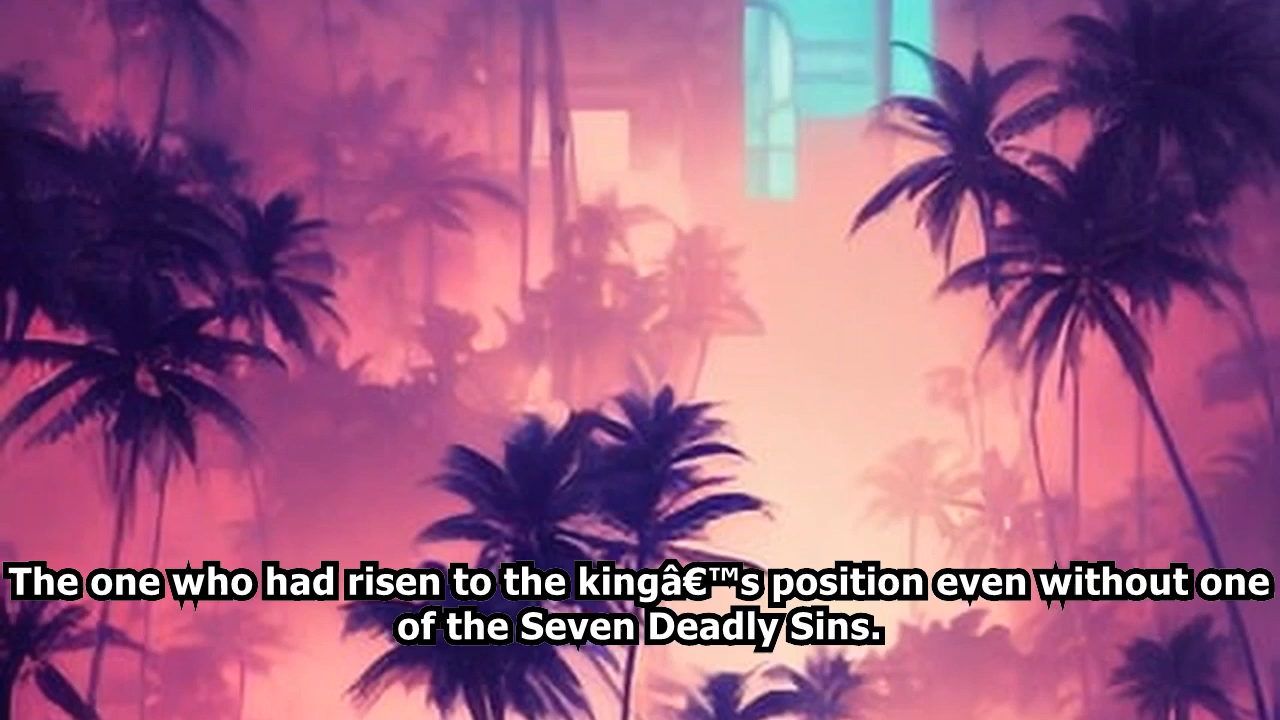 The one who had risen to the kingâ€™s position even without one
of the Seven Deadly Sins.